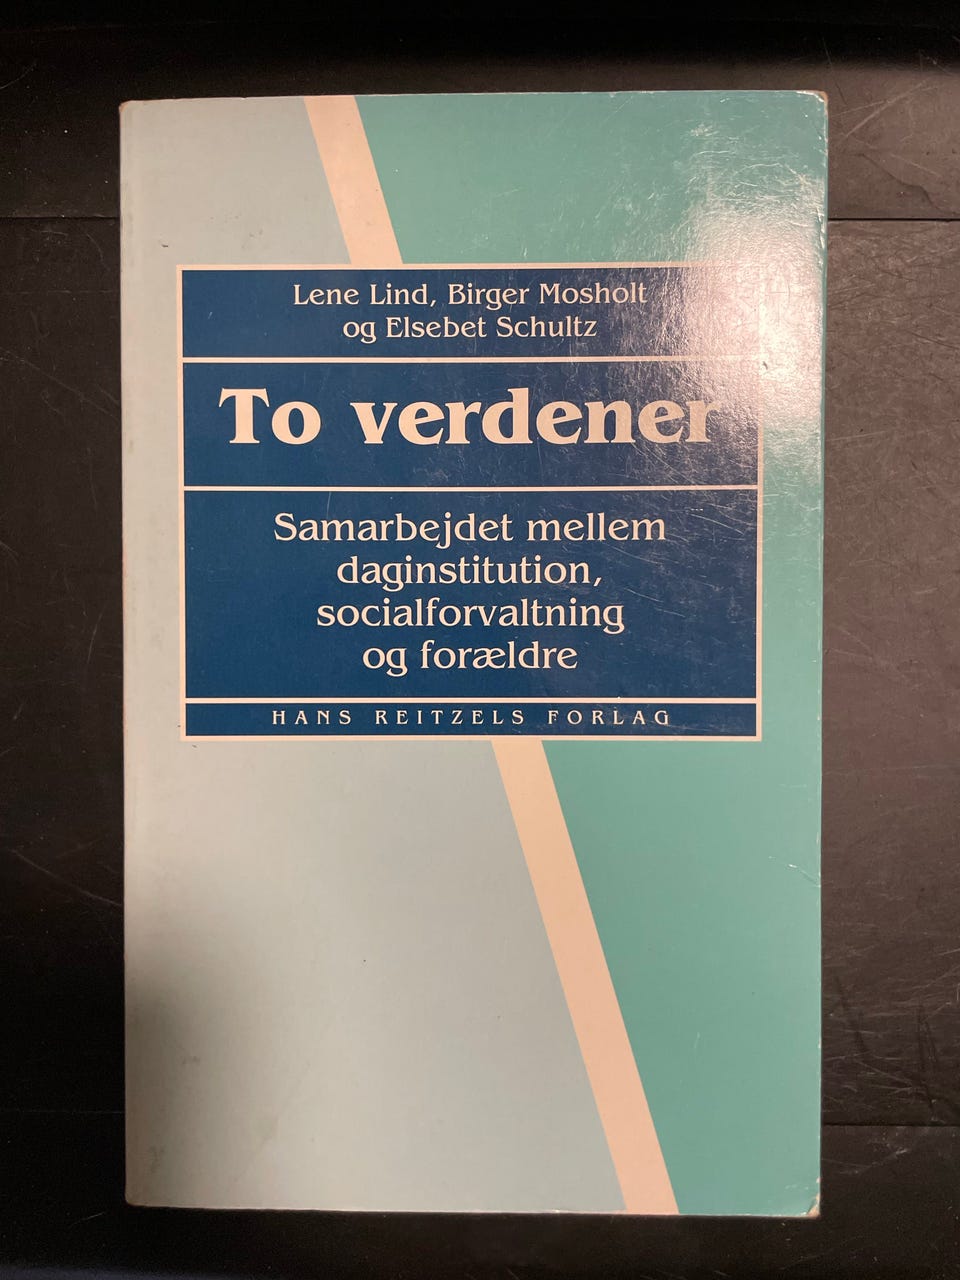 Lene Lind, Birger Mosholt
og Elsebet Schultz
To verdener
Samarbejdet mellem
daginstitution,
socialforvaltning
og forældre
HANS REITZELS FORLAG